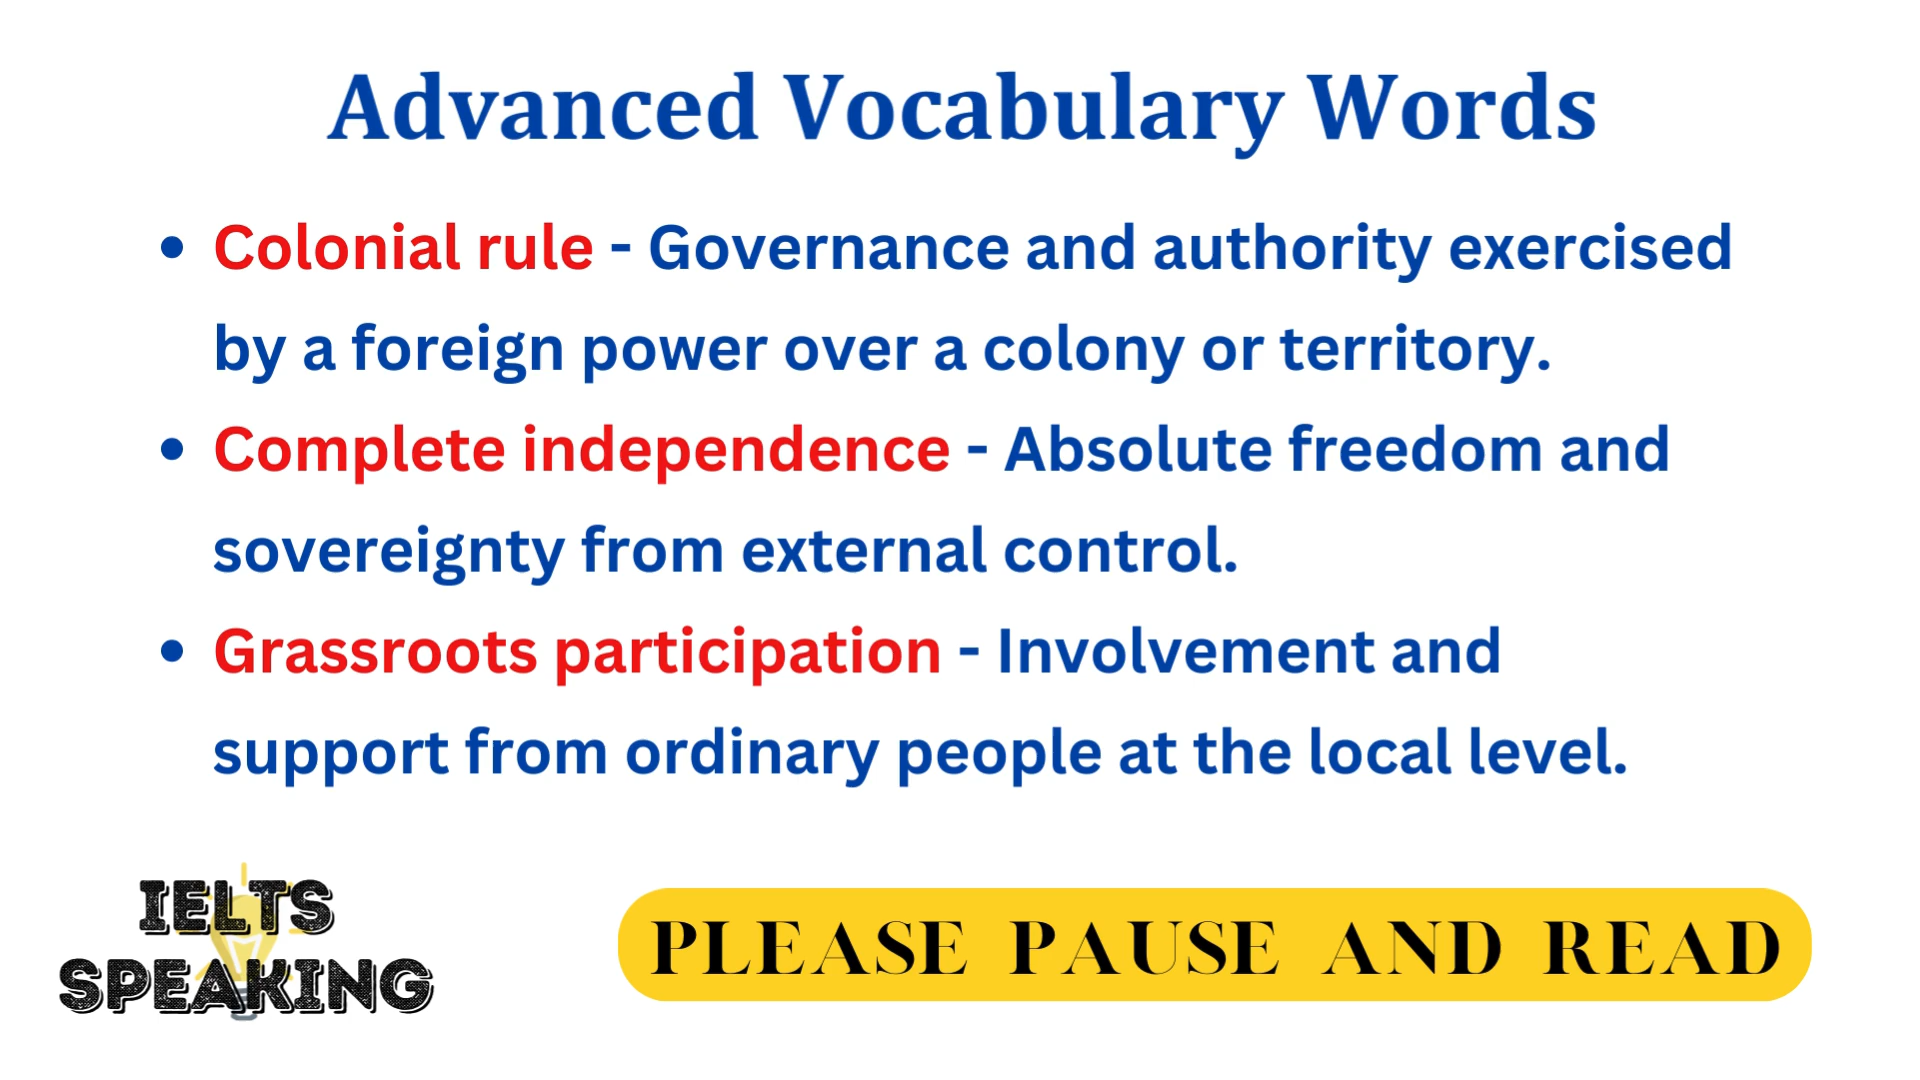 Advanced Vocabulary Words
• Colonial rule - Governance and authority exercised
by a foreign power over a colony or territory.
• Complete independence - Absolute freedom and
sovereignty from external control.
• Grassroots participation - Involvement and
support from ordinary people at the local level.
IELTS
SPEAKING
PLEASE PAUSE AND READ